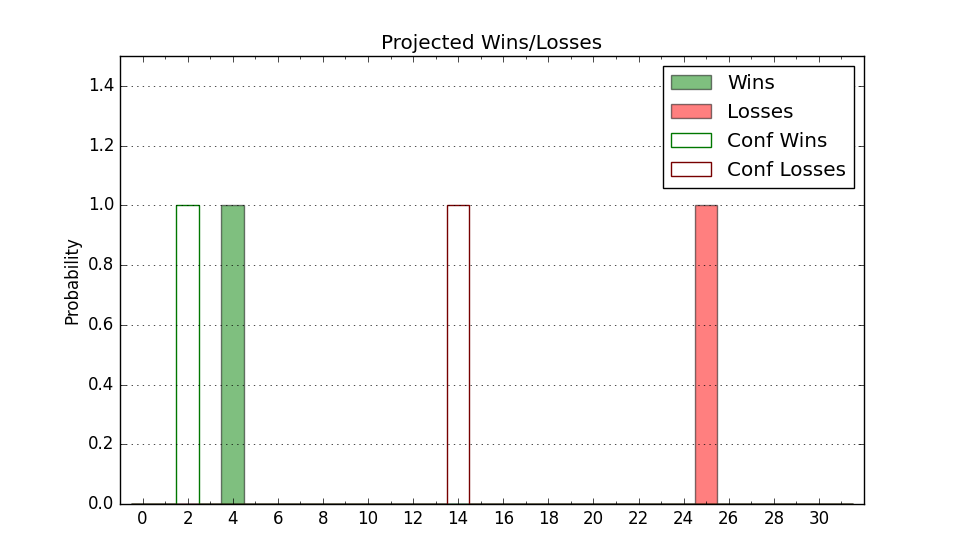 Projected Wins/Losses
Wins
Losses
Conf Wins
Conf Losses
Probability
1.4
1.2
1.0
0.8
0.6
0.4
0.2
0.0
0 2 4 6 8 10 12 14 16 18 20 22 24 26 28 30